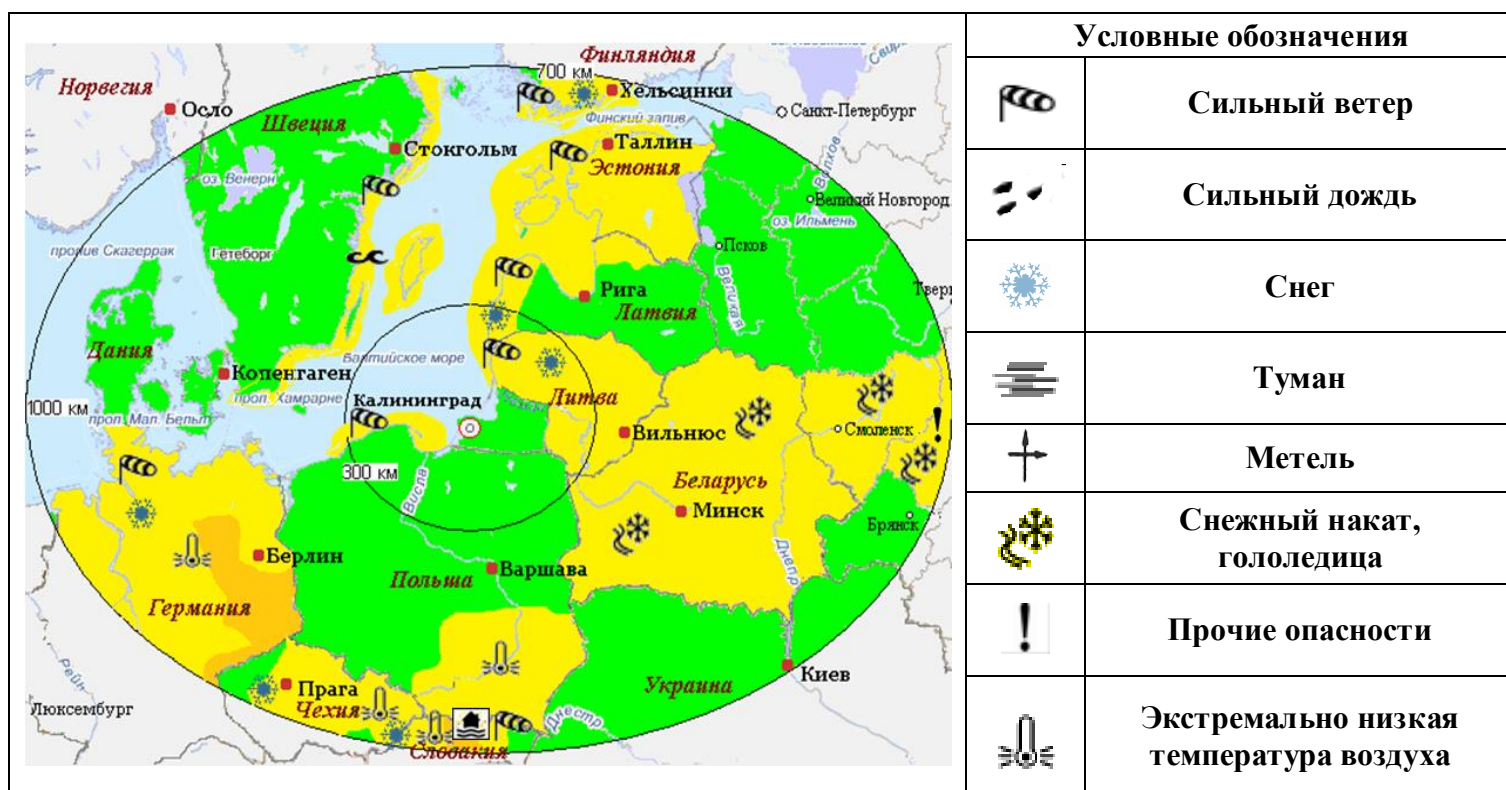 Финляндия
700 км
Норвегия
Хельсинки
Осло
Санкт-Петербург
Швеция
Финский залив
Стокгольм
Таллин
Эстония
Волхов
оз. Венерн
Великий Новгород
оз. Ильмень
пролив Скагеррак
Гетеборг
Псков
Рига
Великая
Твер
Латвия
Дания
Балтийское море
Копенгаген
Калининград
Литва
1000 км
прол. Мал. Бельт
Вильнюс
Смоленск
300 км
Висла
Беларусь
Минск
Брянск
Берлин
Днепр
Польша
Варшава
Германия
Рейн
Прага
Киев
Украина
Чехия
Люксембург
Днестр
Словакия
Условные обозначения
Сильный ветер
Сильный дождь
Снег
Туман
Метель
Снежный накат,
гололедица
Прочие опасности
Экстремально низкая
температура воздуха